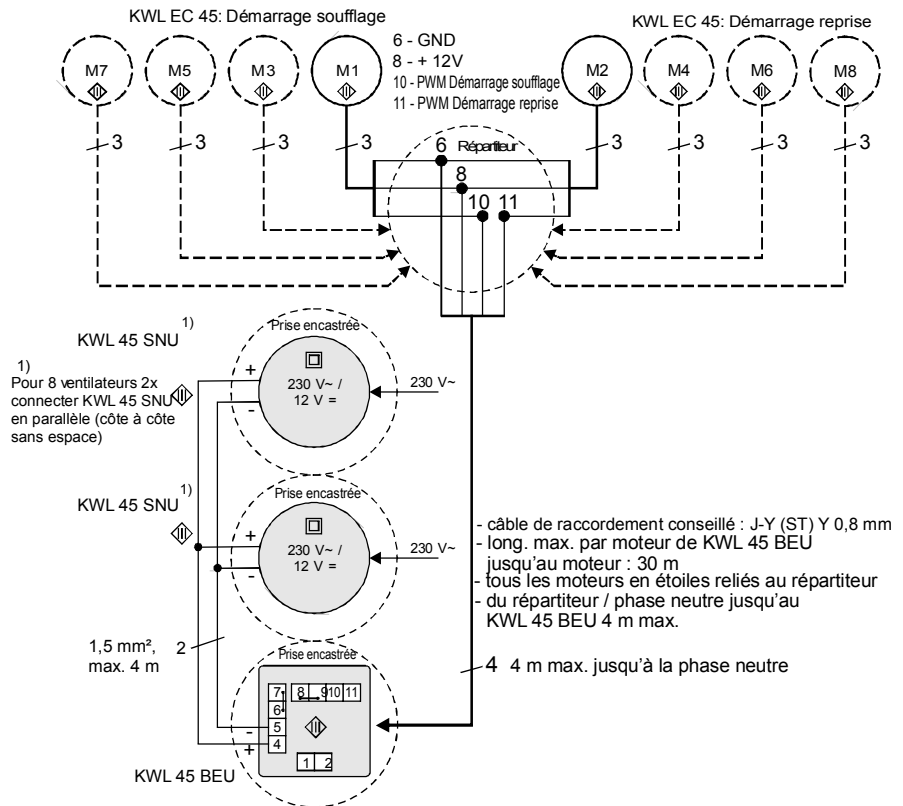 KWL EC 45: Démarrage soufflage
KWL EC 45: Démarrage reprise
M7
M5
M3
M1
6 - GND
8 - + 12V
10 - PWM Démarrage soufflage
11 - PWM Démarrage reprise
M2
M4
M6
M8
3
3
3
3
3
3
3
3
6
Répartiteur
8
10
11
Prise encastrée
KWL 45 SNU 1)
1)
Pour 8 ventilateurs 2x
connecter KWL 45 SNU
en parallèle (côte à côte
sans espace)
+
-
230 V~ /
12 V =
230 V~
Prise encastrée
KWL 45 SNU 1)
+
-
230 V~ /
12 V =
230 V~
- câble de raccordement conseillé : J-Y (ST) Y 0,8 mm
- long. max. par moteur de KWL 45 BEU
jusqu'au moteur : 30 m
- tous les moteurs en étoiles reliés au répartiteur
- du répartiteur / phase neutre jusqu'au
KWL 45 BEU 4 m max.
1,5 mm²,
max. 4 m
2
4
4 m max. jusqu'à la phase neutre
Prise encastrée
7
8
9
10
11
6
5
4
-
+
1
2
KWL 45 BEU